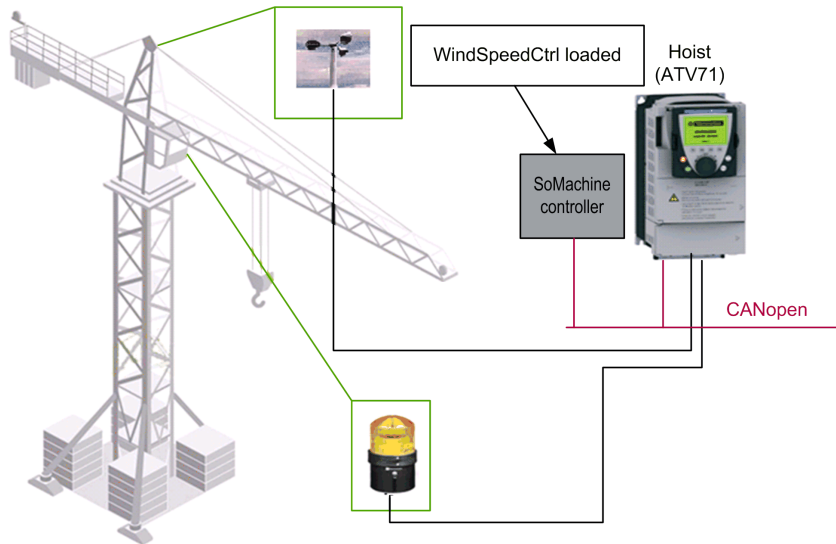 WindSpeedCtrl loaded
Hoist
(ATV71)
SoMachine
controller
CANopen